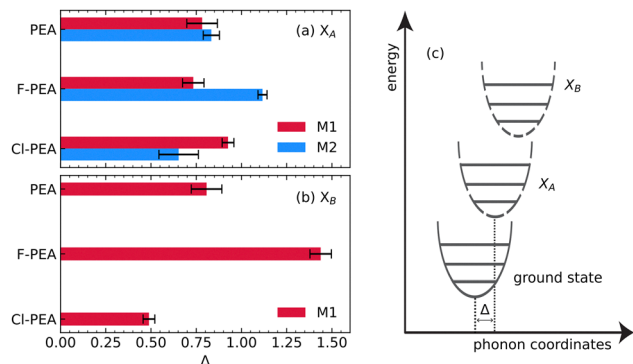 (a) X_A
PEA
F-PEA
Cl-PEA
M1
M2
(b) X_B
PEA
F-PEA
Cl-PEA
M1
0.00 0.25 0.50 0.75 1.00 1.25 1.50
Δ
(c)
energy
X_B
X_A
ground state
Δ
phonon coordinates